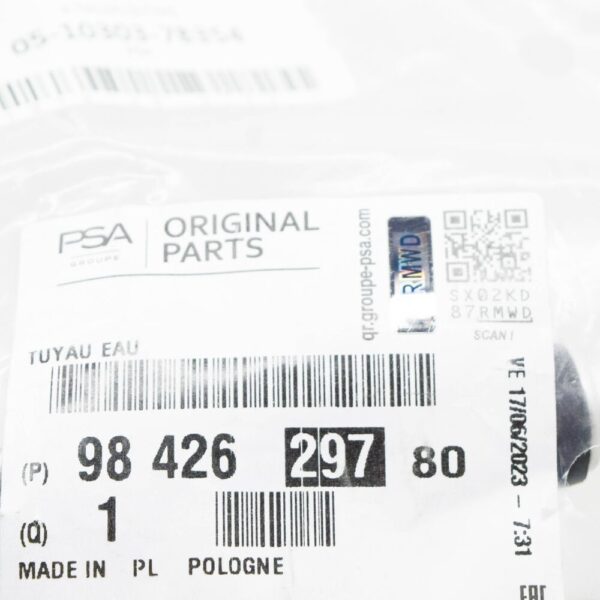 05-10303-78354
PSA
GROUPE
ORIGINAL
PARTS
qr.groupe-psa.com
RMWD
SX02KD
87RMWD
SCAN !
TUYAU EAU
(P) 98 426 297 80
(Q) 1
MADE IN PL POLOGNE
VE 17/06/2023 - 7:31
EAC